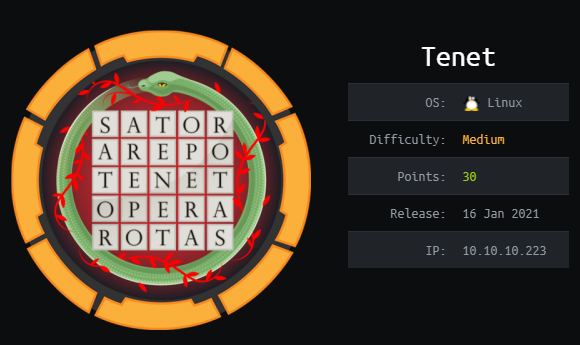 Tenet
SATOR
AREPO
TENET
OPERA
ROTAS
OS: Linux
Difficulty: Medium
Points: 30
Release: 16 Jan 2021
IP: 10.10.10.223